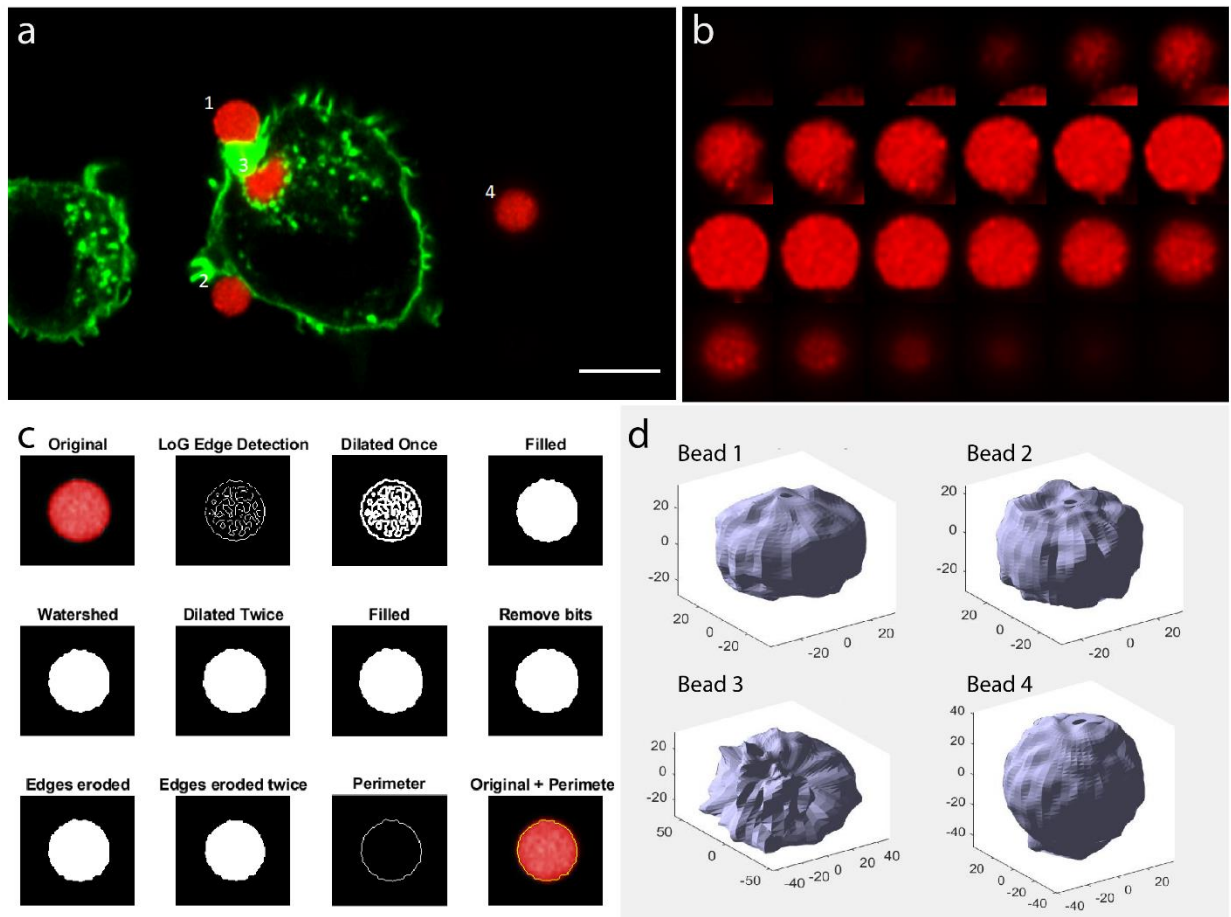 a
1
3
4
2
b
c
Original LoG Edge Detection Dilated Once Filled
Watershed Dilated Twice Filled Remove bits
Edges eroded Edges eroded twice Perimeter Original + Perimete
d
Bead 1
20
0
-20
20 0 -20 -20 0 20
Bead 2
20
0
-20
20 0 -20 -20 0 20
Bead 3
20
0
-20
50 0 -50 -40 -20 0 20 40
Bead 4
40
20
0
-20
-40
20 0 -20 -40 -40 -20 0 20